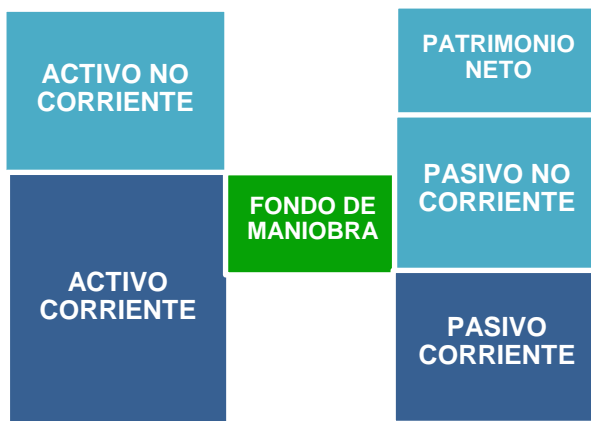 ACTIVO NO
CORRIENTE
ACTIVO
CORRIENTE
FONDO DE
MANIOBRA
PATRIMONIO
NETO
PASIVO NO
CORRIENTE
PASIVO
CORRIENTE